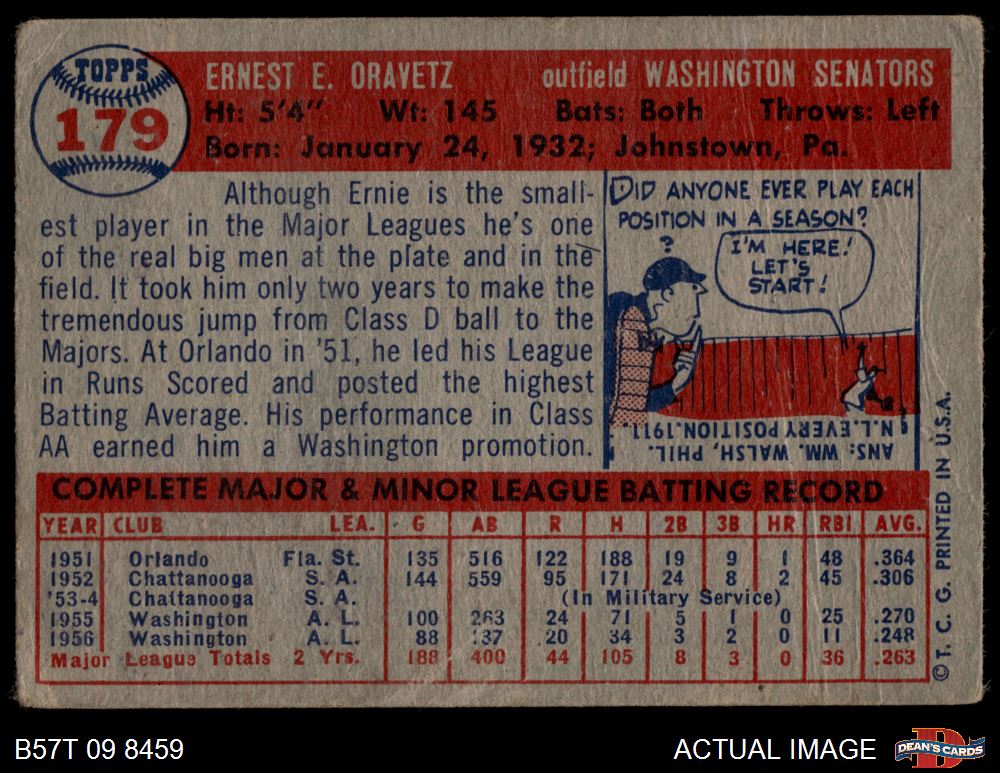 TOPPS
179
ERNEST E. ORAVETZ outfield WASHINGTON SENATORS
Ht: 5'4" Wt: 145 Bats: Both Throws: Left
Born: January 24, 1932; Johnstown, Pa.
Although Ernie is the small-
est player in the Major Leagues he's one
of the real big men at the plate and in the
field. It took him only two years to make the
tremendous jump from Class D ball to the
Majors. At Orlando in '51, he led his League
in Runs Scored and posted the highest
Batting Average. His performance in Class
AA earned him a Washington promotion.
DID ANYONE EVER PLAY EACH
POSITION IN A SEASON?
?
I'M HERE!
LET'S
START!
ANS: WM. WALSH, PHIL.
N.L. EVERY POSITION. 1911
COMPLETE MAJOR & MINOR LEAGUE BATTING RECORD
YEAR CLUB LEA. G AB R H 2B 3B HR RBI AVG.
1951 Orlando Fla. St. 135 516 122 188 19 9 1 48 .364
1952 Chattanooga S. A. 144 559 95 171 24 8 2 45 .306
'53-4 Chattanooga S. A. (In Military Service)
1955 Washington A. L. 100 263 24 71 5 1 0 25 .270
1956 Washington A. L. 88 137 20 34 3 2 0 11 .248
Major League Totals 2 Yrs. 188 400 44 105 8 3 0 36 .263
©T. C. G. PRINTED IN U.S.A.
B57T 09 8459
ACTUAL IMAGE
DEAN'S CARDS